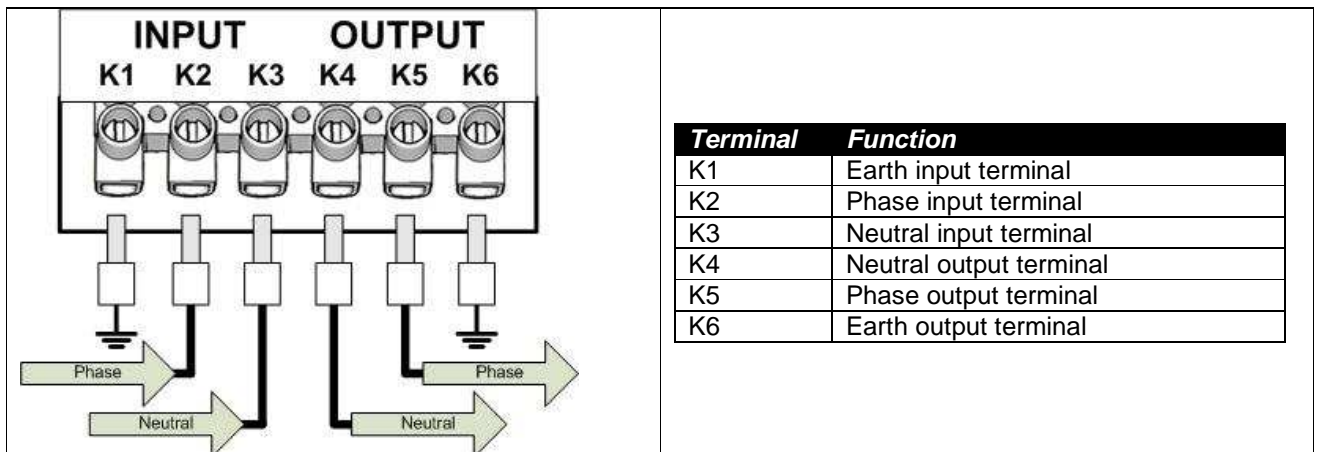 INPUT OUTPUT
K1 K2 K3 K4 K5 K6
Phase Phase
Neutral Neutral
Terminal Function
K1 Earth input terminal
K2 Phase input terminal
K3 Neutral input terminal
K4 Neutral output terminal
K5 Phase output terminal
K6 Earth output terminal